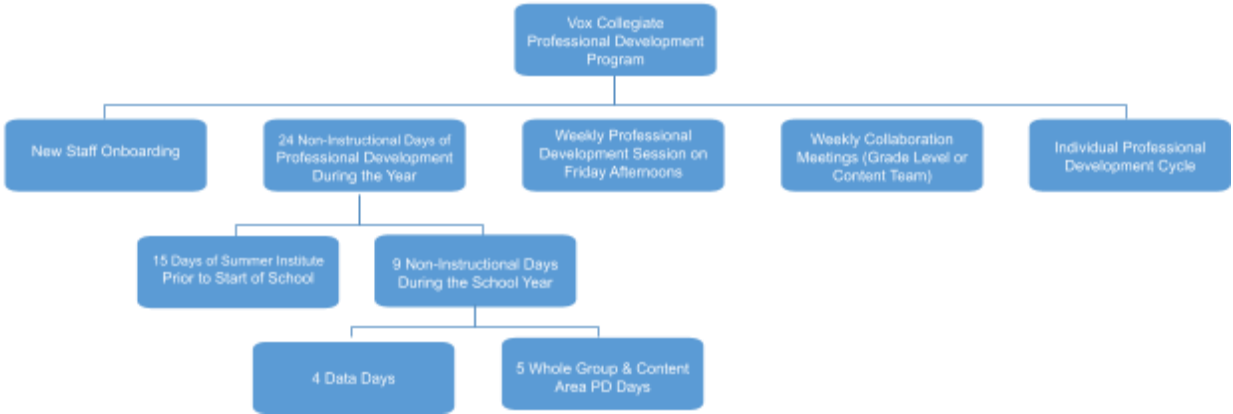 Vox Collegiate
Professional Development
Program
New Staff Onboarding
24 Non-Instructional Days of
Professional Development
During the Year
Weekly Professional
Development Session on
Friday Afternoons
Weekly Collaboration
Meetings (Grade Level or
Content Team)
Individual Professional
Development Cycle
15 Days of Summer Institute
Prior to Start of School
9 Non-Instructional Days
During the School Year
4 Data Days
5 Whole Group & Content
Area PD Days